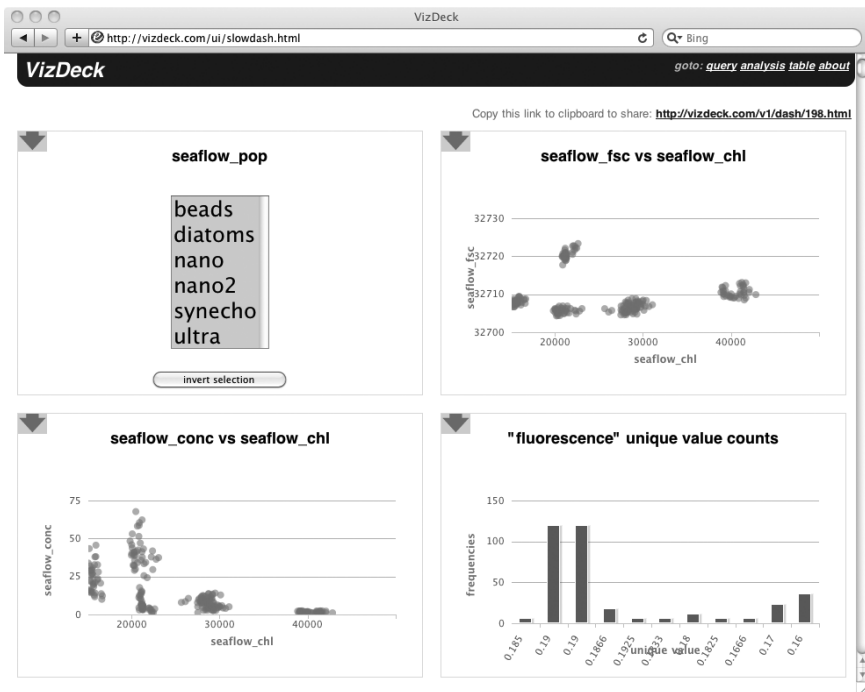 VizDeck
http://vizdeck.com/ui/slowdash.html
Bing
VizDeck
goto: query analysis table about
Copy this link to clipboard to share: http://vizdeck.com/v1/dash/198.html
seaflow_pop
beads
diatoms
nano
nano2
synecho
ultra
invert selection
seaflow_fsc vs seaflow_chl
32730
32720
32710
32700
seaflow_fsc
20000 30000 40000
seaflow_chl
seaflow_conc vs seaflow_chl
75
50
25
0
seaflow_conc
20000 30000 40000
seaflow_chl
"fluorescence" unique value counts
150
100
50
0
frequencies
0.185 0.19 0.19 0.1866 0.1925 0.1825 0.1666 0.17 0.16
unique value